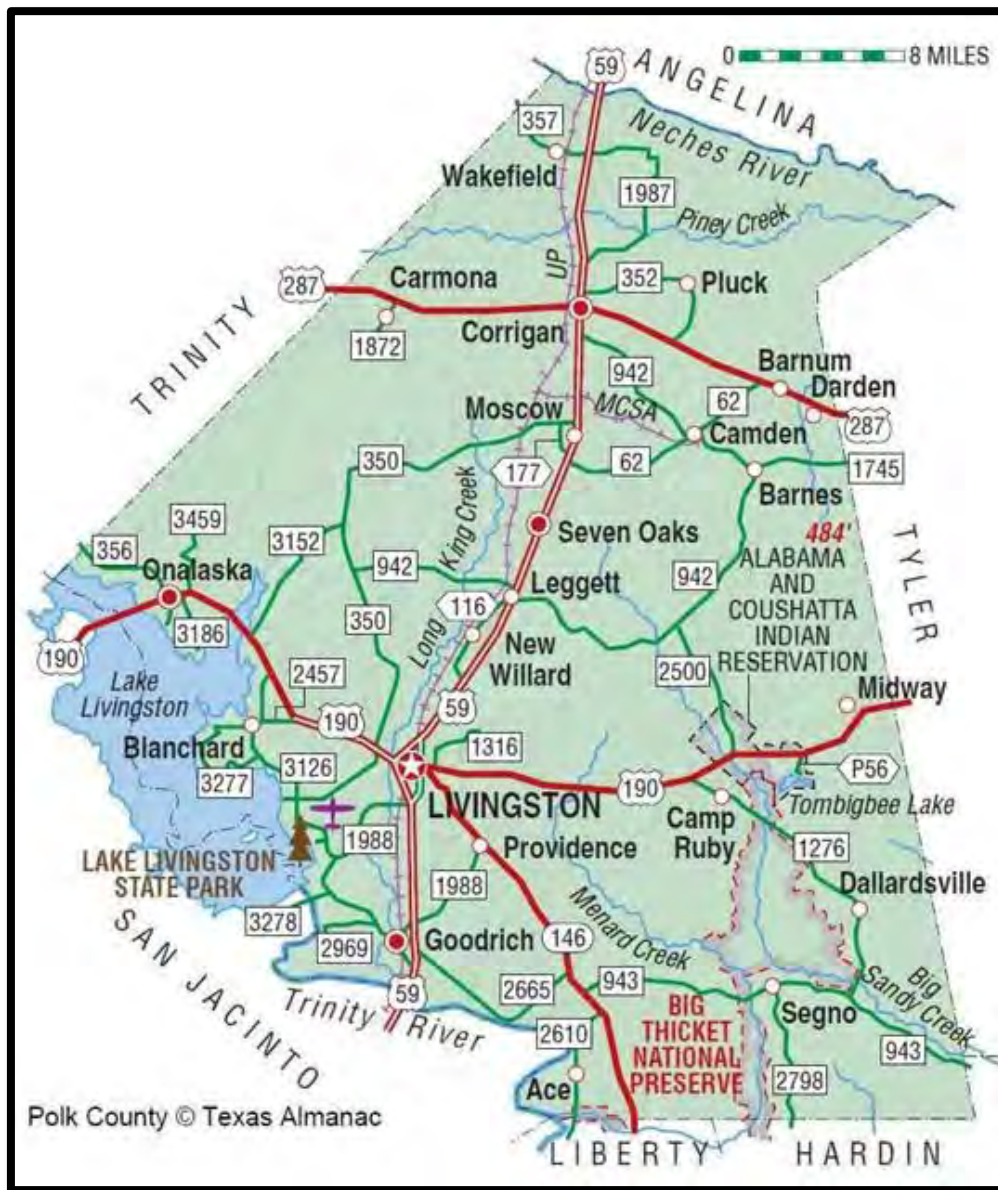 59
ANGELINA
0 8 MILES
357
Neches River
Wakefield
1987
Piney Creek
UP
287
Carmona
352
Pluck
TRINITY
1872
Corrigan
942
Barnum
Darden
MCSA
62
287
Moscow
Camden
350
177
62
1745
Barnes
3459
King Creek
Seven Oaks
484'
356
3152
ALABAMA
AND
COUSHATTA
INDIAN
RESERVATION
TYLER
Onalaska
942
Leggett
942
116
3186
350
Long
New
Willard
190
2500
2457
Lake
Livingston
Midway
190
59
Blanchard
1316
P56
3277
3126
LIVINGSTON
190
Tombigbee Lake
Camp
Ruby
1988
Providence
1276
LAKE LIVINGSTON
STATE PARK
1988
Dallardsville
3278
Menard Creek
2969
Goodrich
146
SAN JACINTO
Big
Sandy Creek
59
2665
943
Trinity River
BIG
THICKET
NATIONAL
PRESERVE
Segno
2610
943
Ace
2798
Polk County © Texas Almanac
LIBERTY
HARDIN